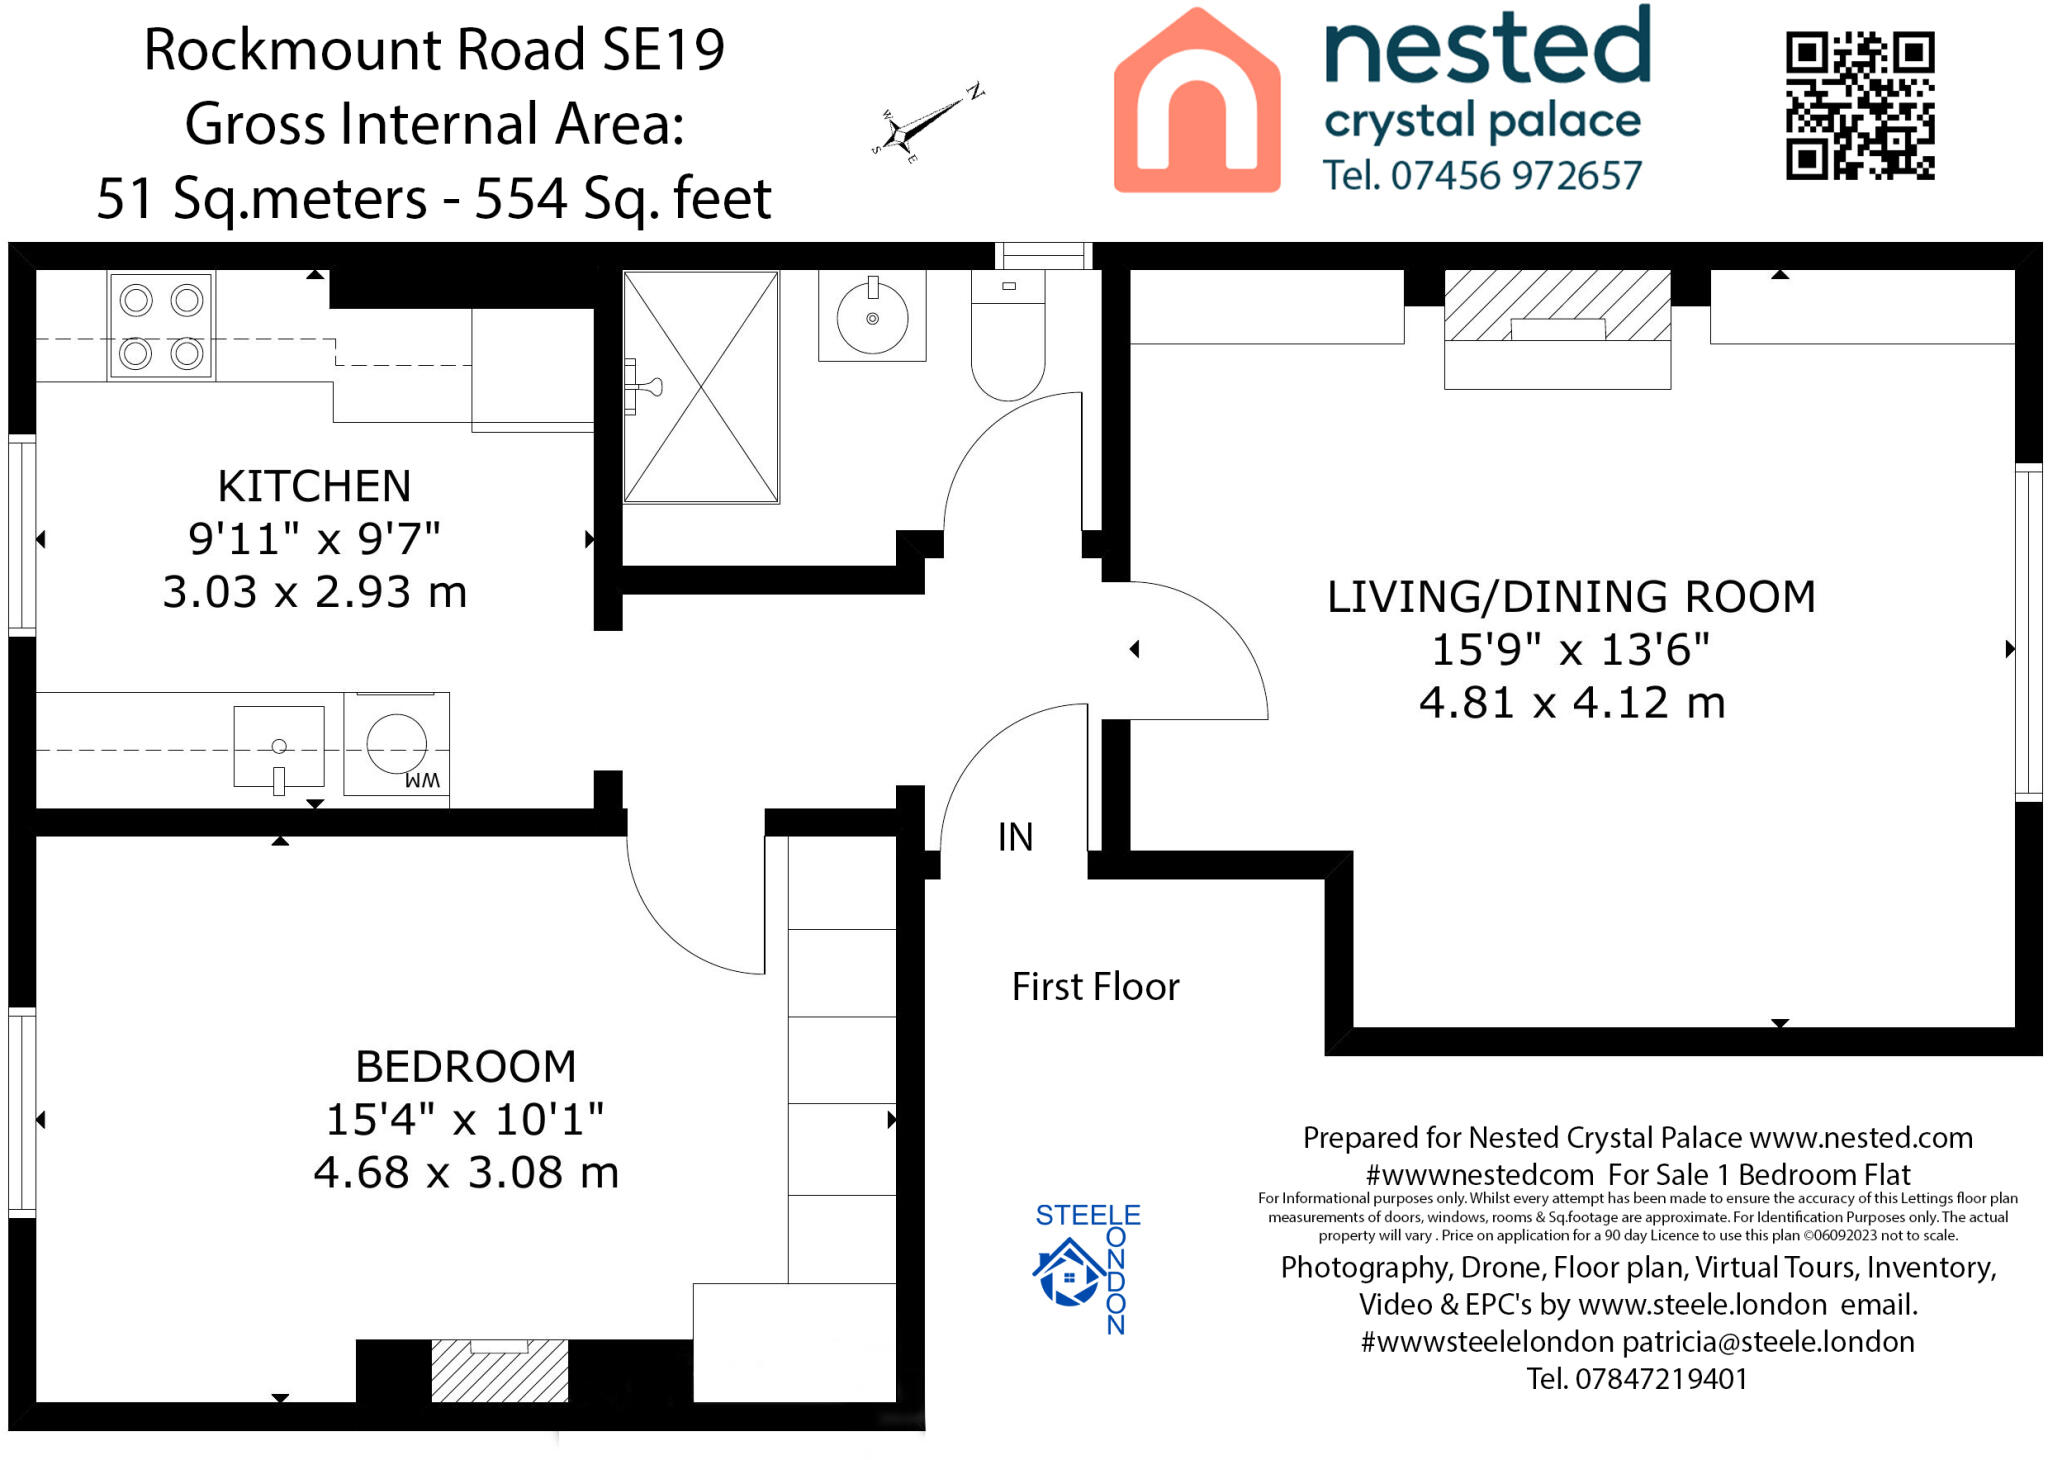 Rockmount Road SE19
Gross Internal Area:
51 Sq.meters - 554 Sq. feet
N
W
S
E
nested
crystal palace
Tel. 07456 972657
KITCHEN
9'11" x 9'7"
3.03 x 2.93 m
WM
LIVING/DINING ROOM
15'9" x 13'6"
4.81 x 4.12 m
IN
First Floor
BEDROOM
15'4" x 10'1"
4.68 x 3.08 m
STEELE
LONDON
Prepared for Nested Crystal Palace www.nested.com
#wwwnestedcom For Sale 1 Bedroom Flat
For Informational purposes only. Whilst every attempt has been made to ensure the accuracy of this Lettings floor plan
measurements of doors, windows, rooms & Sq.footage are approximate. For Identification Purposes only. The actual
property will vary . Price on application for a 90 day Licence to use this plan ©06092023 not to scale.
Photography, Drone, Floor plan, Virtual Tours, Inventory,
Video & EPC's by www.steele.london email.
#wwwsteelelondon patricia@steele.london
Tel. 07847219401